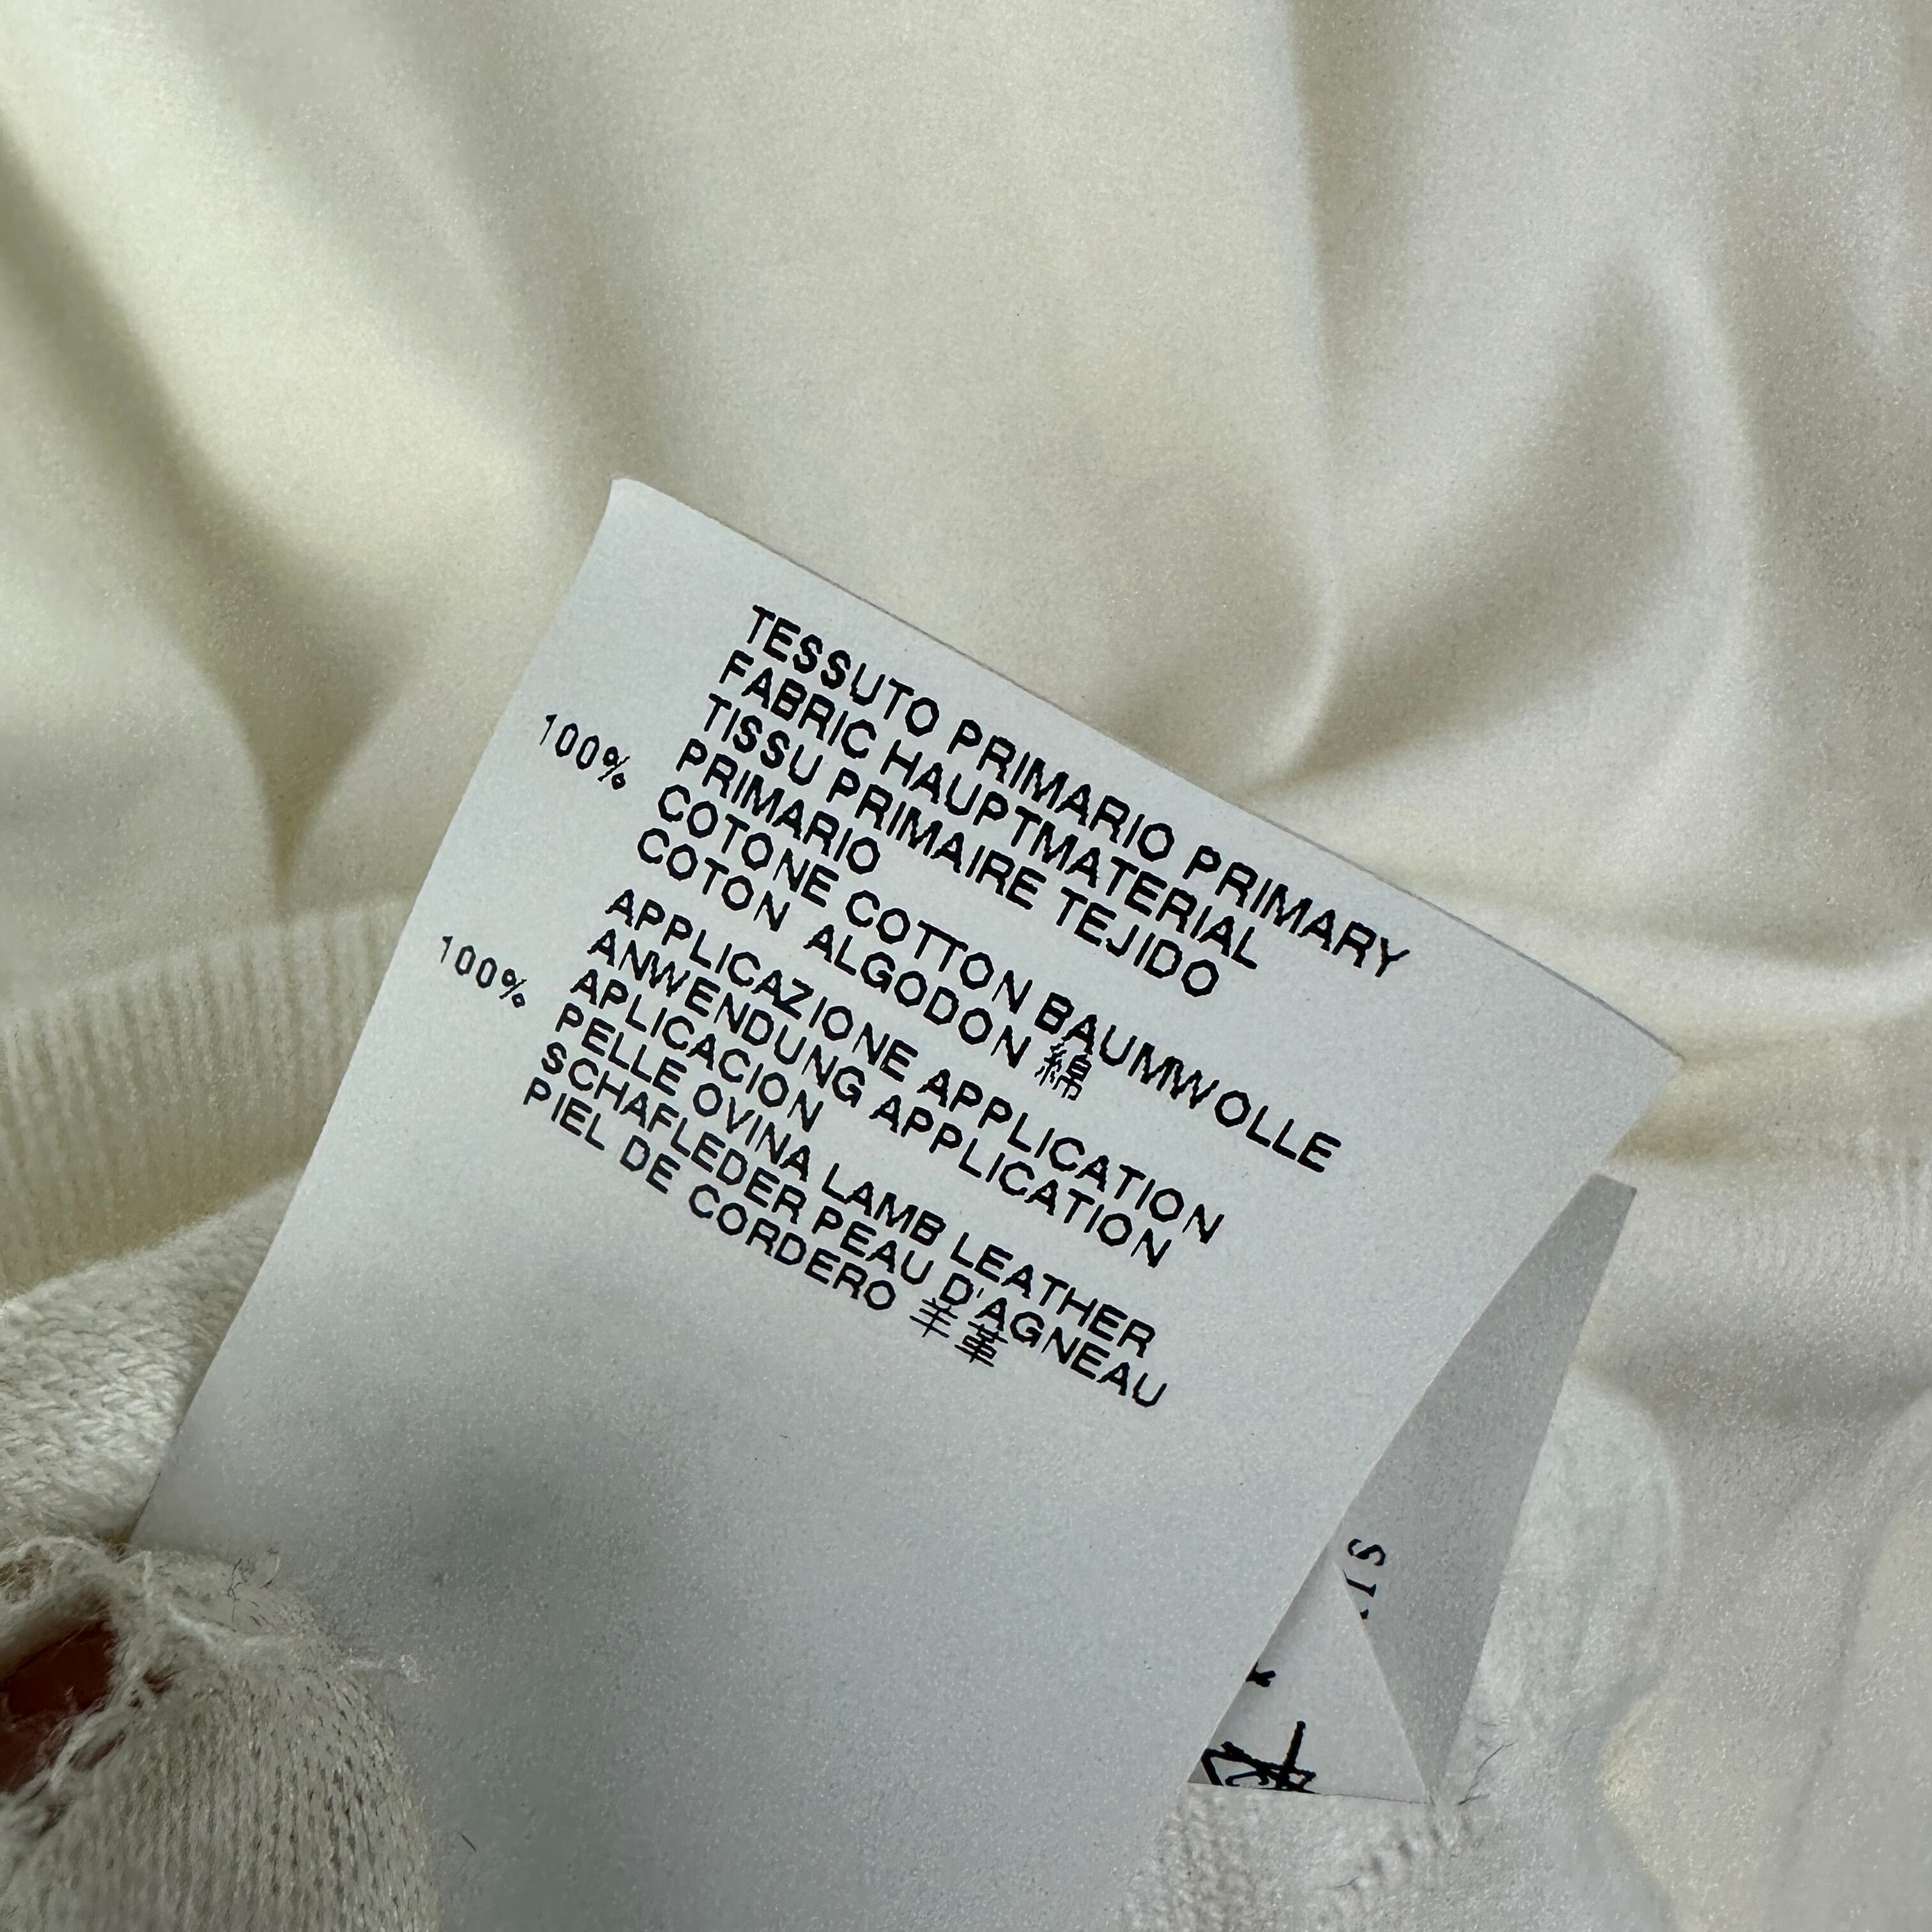 TESSUTO PRIMARIO PRIMARY
FABRIC HAUPTMATERIAL
TISSU PRIMAIRE TEJIDO
PRIMARIO
100% COTONE COTTON BAUMWOLLE
COTON ALGODON 綿
APPLICAZIONE APPLICATION
ANWENDUNG APPLICATION
APLICACION
100% PELLE OVINA LAMB LEATHER
SCHAFLEDER PEAU D'AGNEAU
PIEL DE CORDERO 羊革